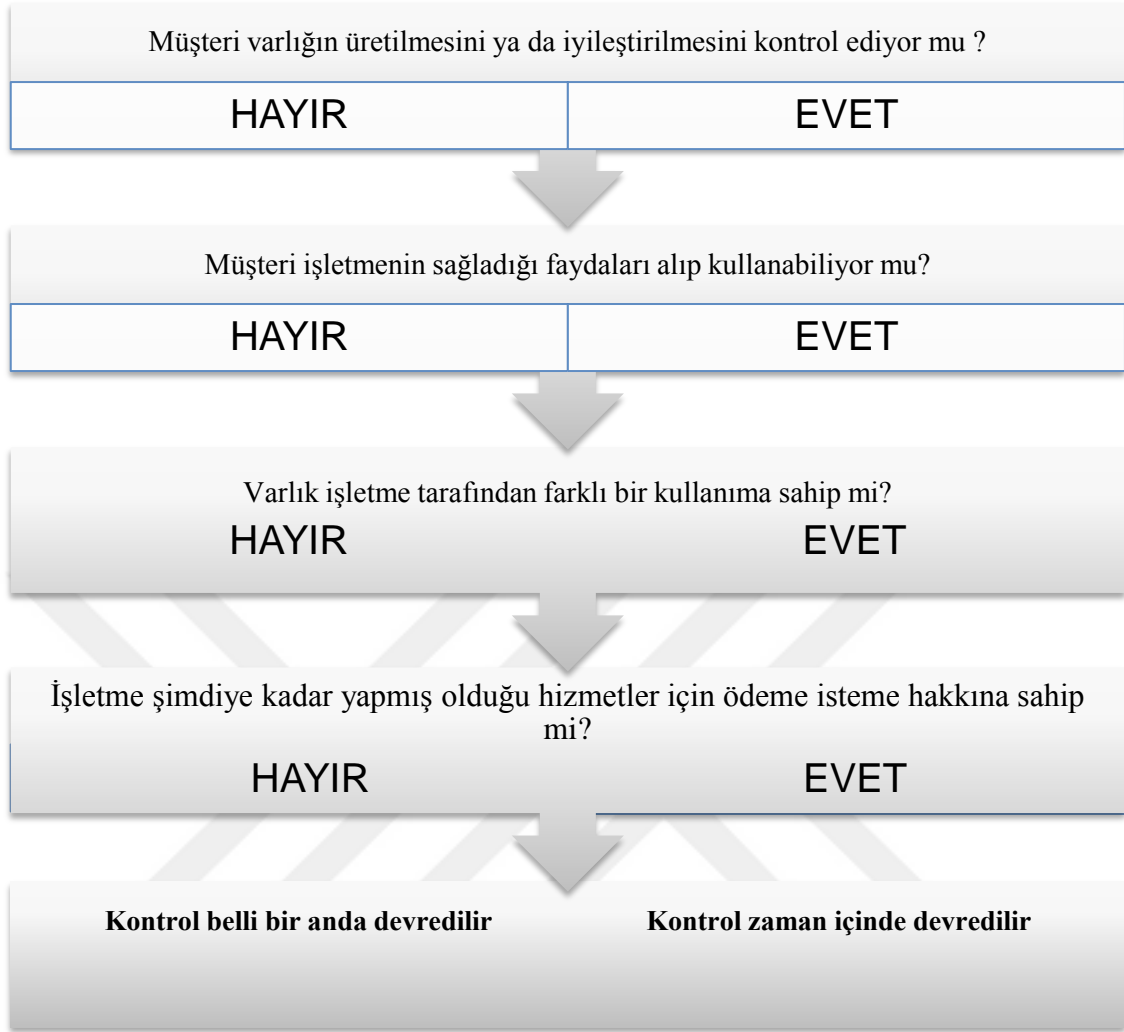 Müşteri varlığın üretilmesini ya da iyileştirilmesini kontrol ediyor mu ?
HAYIR EVET
Müşteri işletmenin sağladığı faydaları alıp kullanabiliyor mu?
HAYIR EVET
Varlık işletme tarafından farklı bir kullanıma sahip mi?
HAYIR EVET
İşletme şimdiye kadar yapmış olduğu hizmetler için ödeme isteme hakkına sahip
mi?
HAYIR EVET
Kontrol belli bir anda devredilir Kontrol zaman içinde devredilir